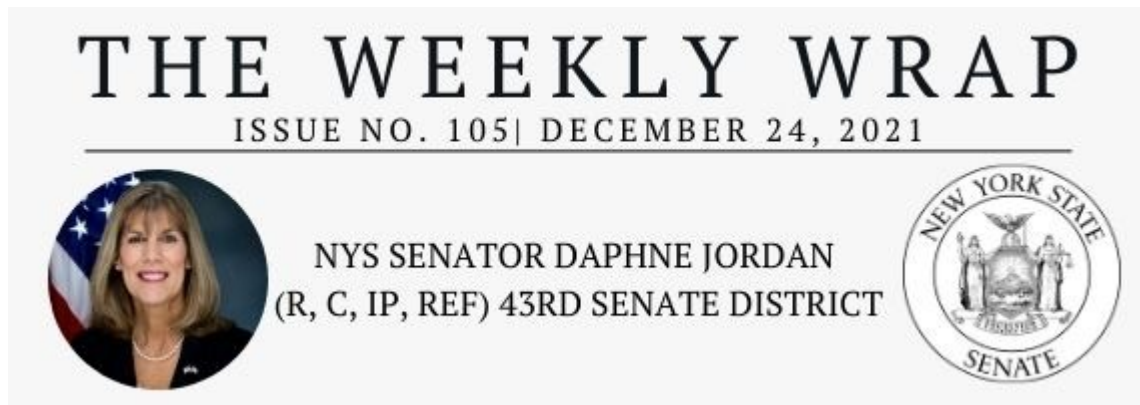 THE WEEKLY WRAP
ISSUE NO. 105| DECEMBER 24, 2021
NYS SENATOR DAPHNE JORDAN
(R, C, IP, REF) 43RD SENATE DISTRICT
NEW YORK STATE
SENATE